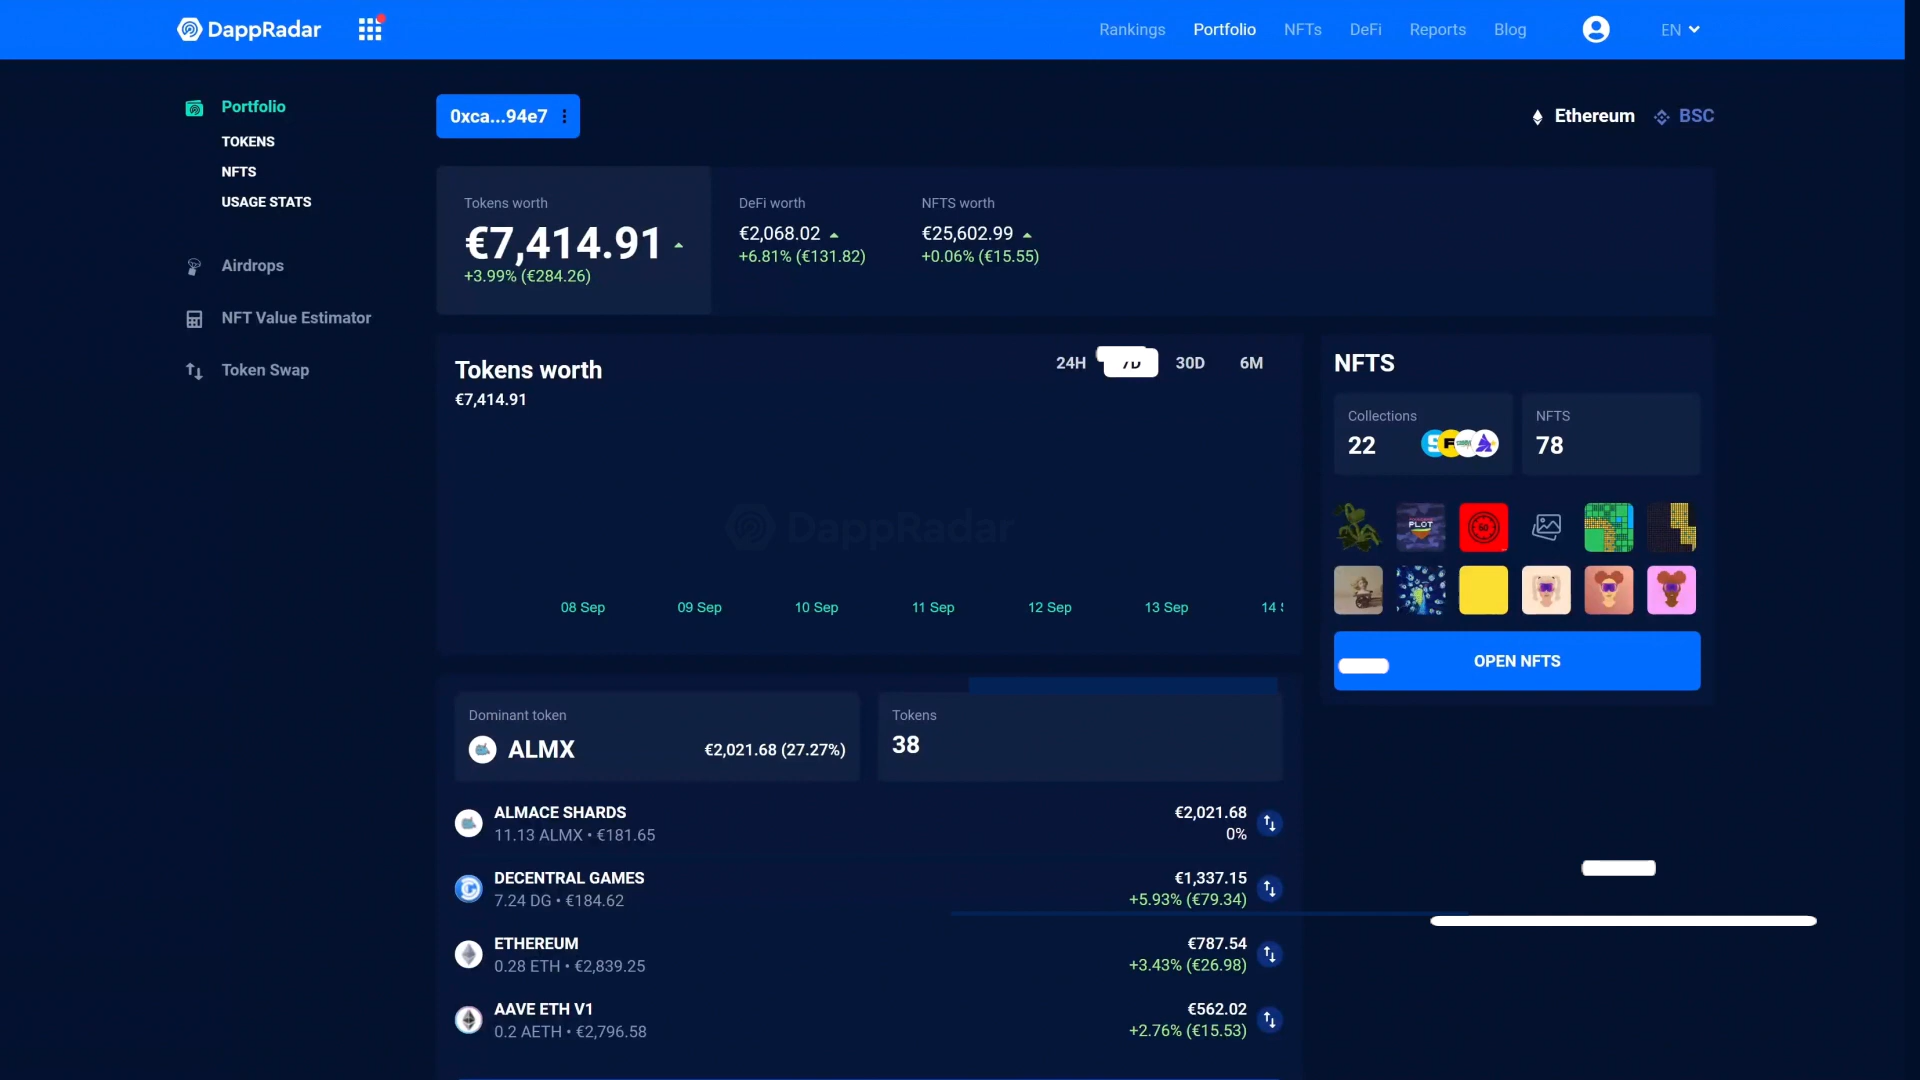 DappRadar
Rankings
Portfolio
NFTs
DeFi
Reports
Blog
EN
Portfolio
TOKENS
NFTS
USAGE STATS
Airdrops
NFT Value Estimator
Token Swap
0xca...94e7
Ethereum
BSC
Tokens worth
€7,414.91
+3.99% (€284.26)
DeFi worth
€2,068.02
+6.81% (€131.82)
NFTS worth
€25,602.99
+0.06% (€15.55)
Tokens worth
€7,414.91
24H
7D
30D
6M
DappRadar
08 Sep
09 Sep
10 Sep
11 Sep
12 Sep
13 Sep
14
NFTS
Collections
22
NFTS
78
PLOT
OPEN NFTS
Dominant token
ALMX
€2,021.68 (27.27%)
Tokens
38
ALMACE SHARDS
11.13 ALMX • €181.65
€2,021.68
0%
DECENTRAL GAMES
7.24 DG • €184.62
€1,337.15
+5.93% (€79.34)
ETHEREUM
0.28 ETH • €2,839.25
€787.54
+3.43% (€26.98)
AAVE ETH V1
0.2 AETH • €2,796.58
€562.02
+2.76% (€15.53)